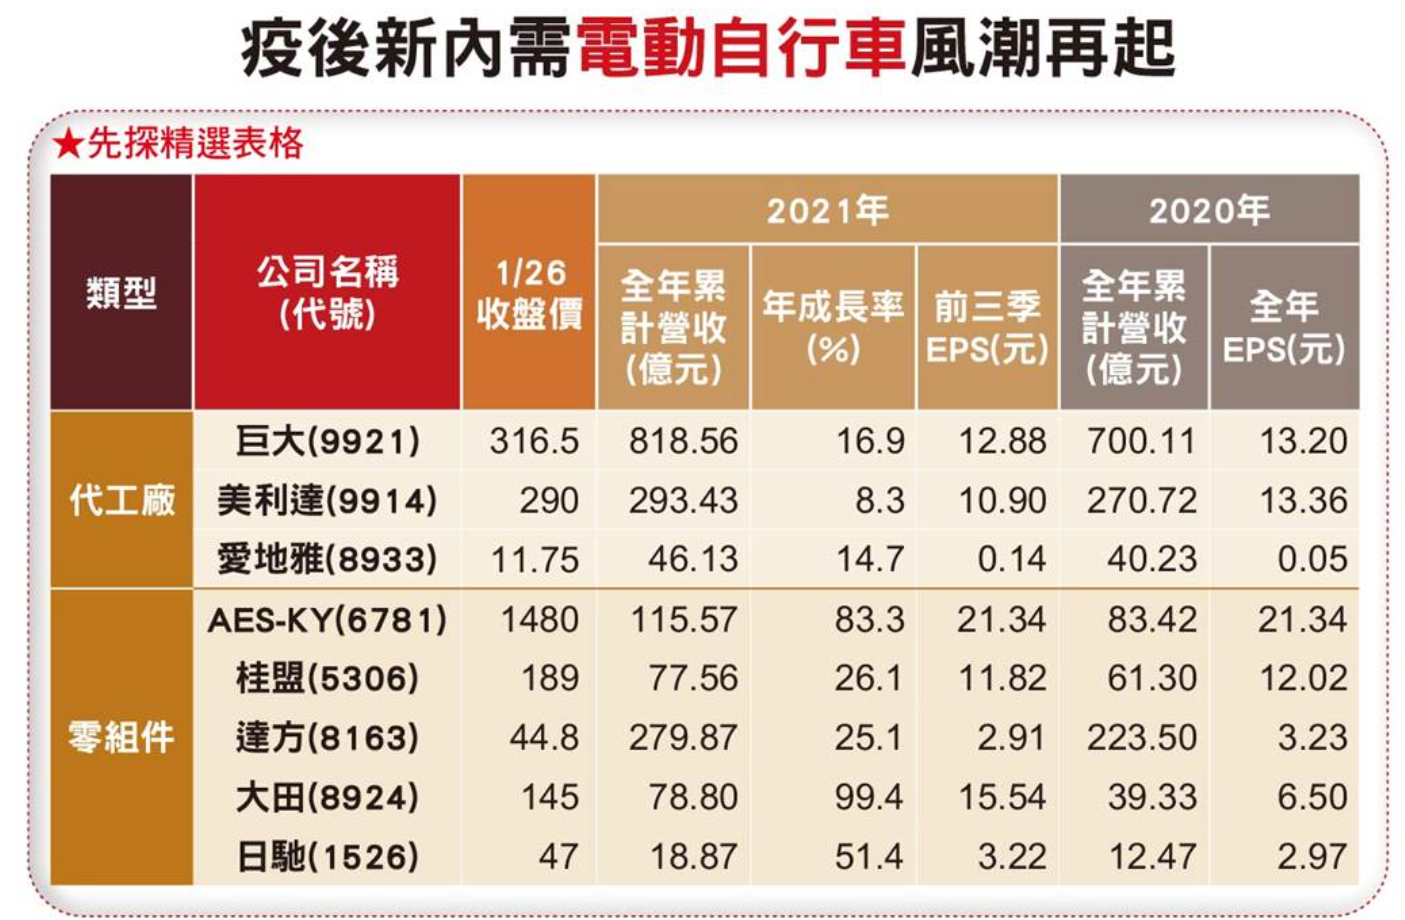 疫後新內需電動自行車風潮再起
★先探精選表格
類型 公司名稱(代號) 1/26收盤價 2021年 2020年
全年累計營收(億元) 年成長率(%) 前三季EPS(元) 全年累計營收(億元) 全年EPS(元)
代工廠
巨大(9921) 316.5 818.56 16.9 12.88 700.11 13.20
美利達(9914) 290 293.43 8.3 10.90 270.72 13.36
愛地雅(8933) 11.75 46.13 14.7 0.14 40.23 0.05
零組件
AES-KY(6781) 1480 115.57 83.3 21.34 83.42 21.34
桂盟(5306) 189 77.56 26.1 11.82 61.30 12.02
達方(8163) 44.8 279.87 25.1 2.91 223.50 3.23
大田(8924) 145 78.80 99.4 15.54 39.33 6.50
日馳(1526) 47 18.87 51.4 3.22 12.47 2.97